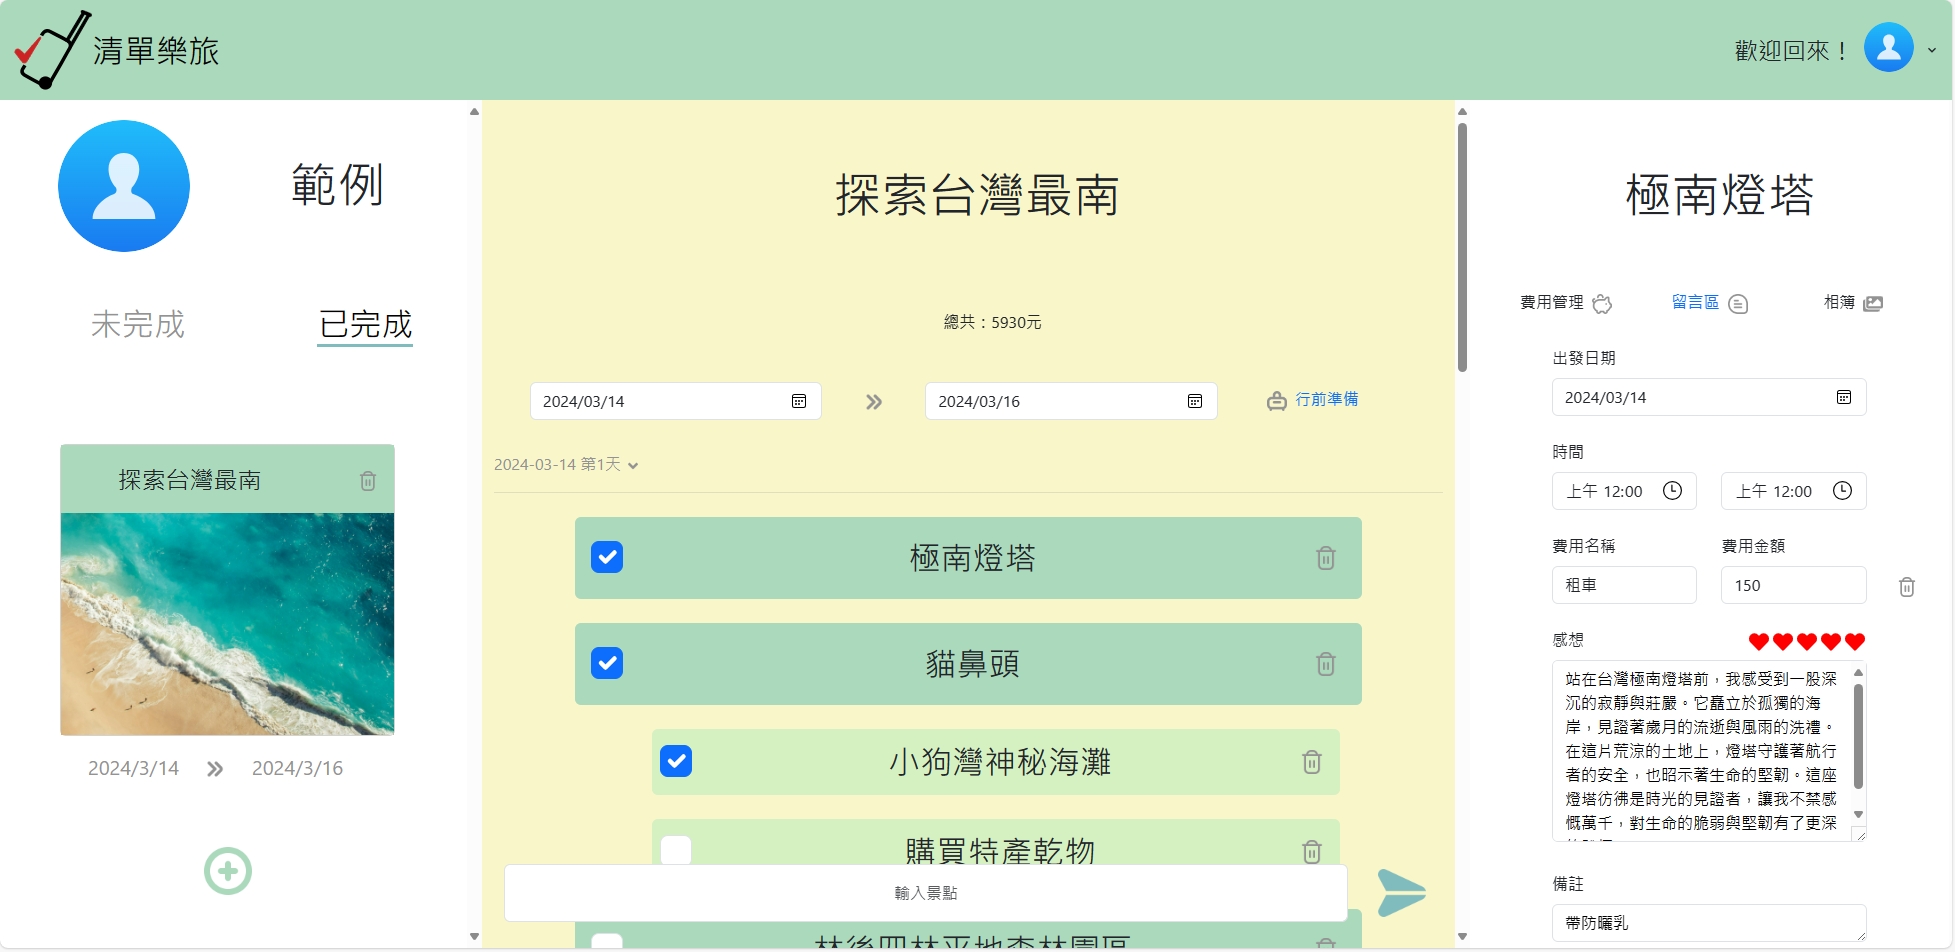 清單樂旅
歡迎回來！
範例
未完成
已完成
探索台灣最南
2024/3/14
2024/3/16
探索台灣最南
總共：5930元
2024/03/14
2024/03/16
行前準備
2024-03-14 第1天
極南燈塔
貓鼻頭
小狗灣神秘海灘
購買特產乾物
輸入景點
林後四林平地森林園區
極南燈塔
費用管理
留言區
相簿
出發日期
2024/03/14
時間
上午 12:00
上午 12:00
費用名稱
費用金額
租車
150
感想
站在台灣極南燈塔前，我感受到一股深
沉的寂靜與莊嚴。它矗立於孤獨的海
岸，見證著歲月的流逝與風雨的洗禮。
在這片荒涼的土地上，燈塔守護著航行
者的安全，也昭示著生命的堅韌。這座
燈塔彷彿是時光的見證者，讓我不禁感
慨萬千，對生命的脆弱與堅韌有了更深
備註
帶防曬乳